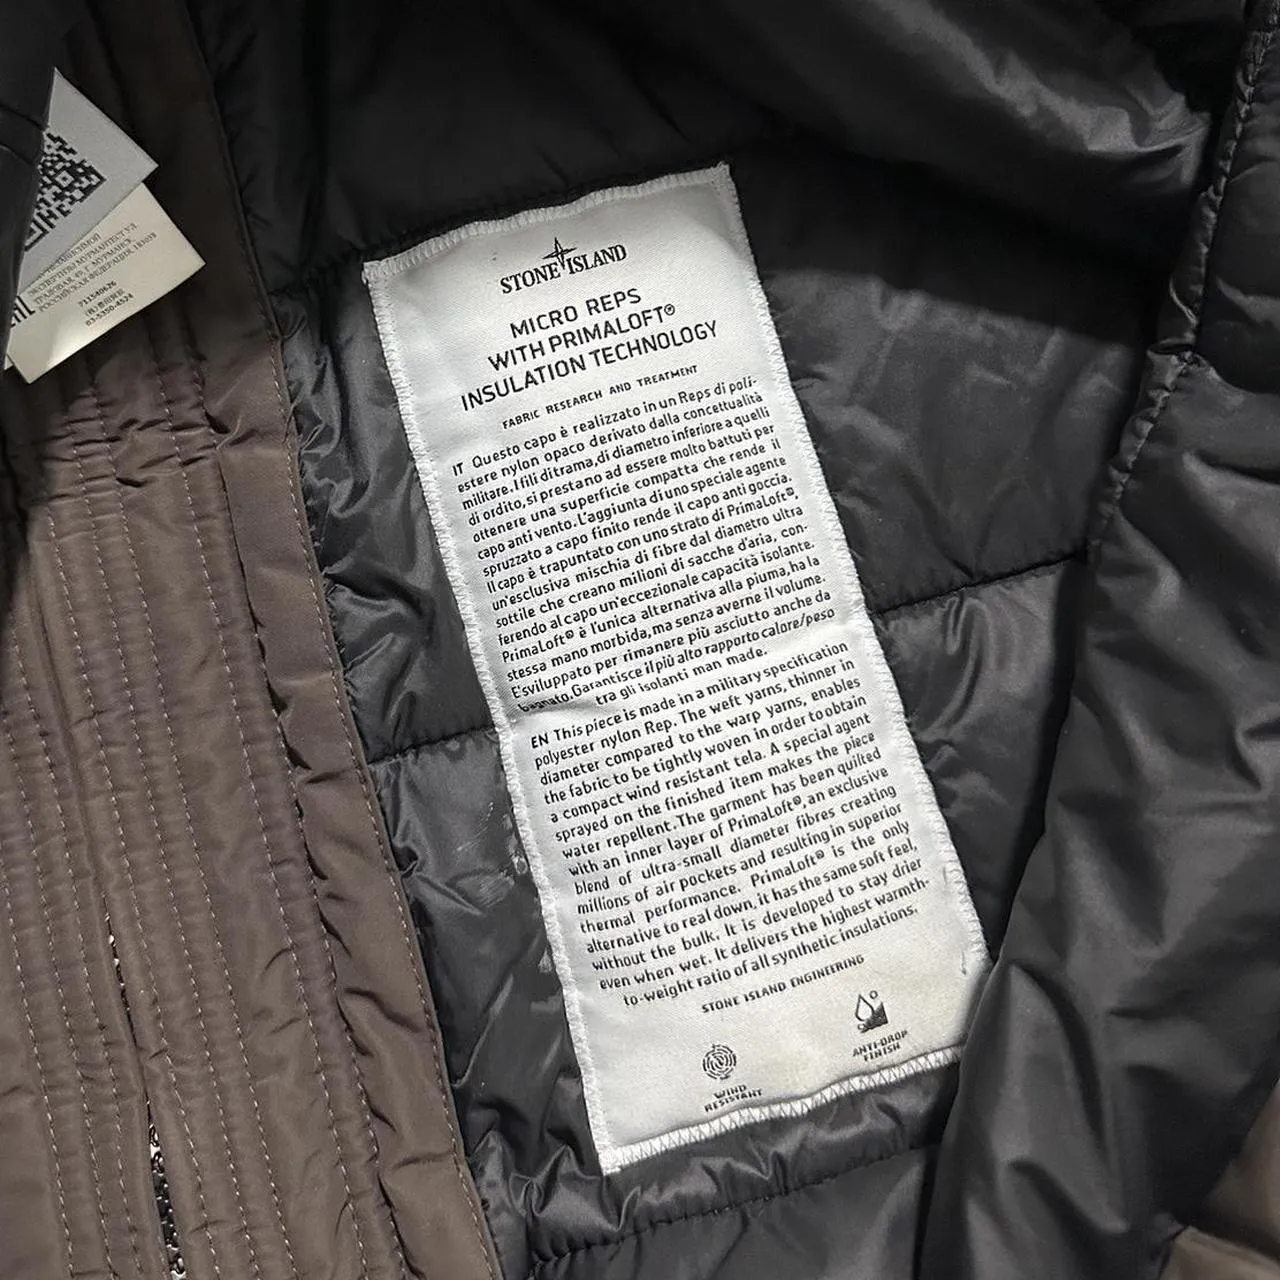 ЭКСПЕРТИЗЫ МУРМАНТЕСТ УЛ
ТРАЛОВАЯ 49, Г. МУРМАНСК
РОССИЙСКАЯ ФЕДЕРАЦИЯ, 183038
711540626
03-5350-4524
STONE ISLAND
MICRO REPS
WITH PRIMALOFT®
INSULATION TECHNOLOGY
FABRIC RESEARCH AND TREATMENT
IT Questo capo è realizzato in un Reps di poli-
estere nylon opaco derivato dalla concettualità
militare. I fili di trama, di diametro inferiore a quelli
di ordito, si prestano ad essere molto battuti per
ottenere una superficie compatta che rende il
capo anti vento. L'aggiunta di uno speciale agente
spruzzato a capo finito rende il capo anti goccia.
Il capo è trapuntato con uno strato di PrimaLoft®,
un'esclusiva mischia di fibre dal diametro ultra
sottile che creano milioni di sacche d'aria, con-
ferendo al capo un'eccezionale capacità isolante.
PrimaLoft® è l'unica alternativa alla piuma, ha la
stessa mano morbida, ma senza averne il volume.
E'sviluppato per rimanere più asciutto anche da
bagnato. Garantisce il più alto rapporto calore/peso
tra gli isolanti man made.
EN This piece is made in a military specification
polyester nylon Rep. The weft yarns, thinner in
diameter compared to the warp yarns, enables
the fabric to be tightly woven in order to obtain
a compact wind resistant tela. A special agent
sprayed on the finished item makes the piece
water repellent. The garment has been quilted
with an inner layer of PrimaLoft®, an exclusive
blend of ultra-small diameter fibres creating
millions of air pockets and resulting in superior
thermal performance. PrimaLoft® is the only
alternative to real down, it has the same soft feel,
without the bulk. It is developed to stay drier
even when wet. It delivers the highest warmth-
to-weight ratio of all synthetic insulations.
STONE ISLAND ENGINEERING
WIND
RESISTANT
ANTI-DROP
FINISH